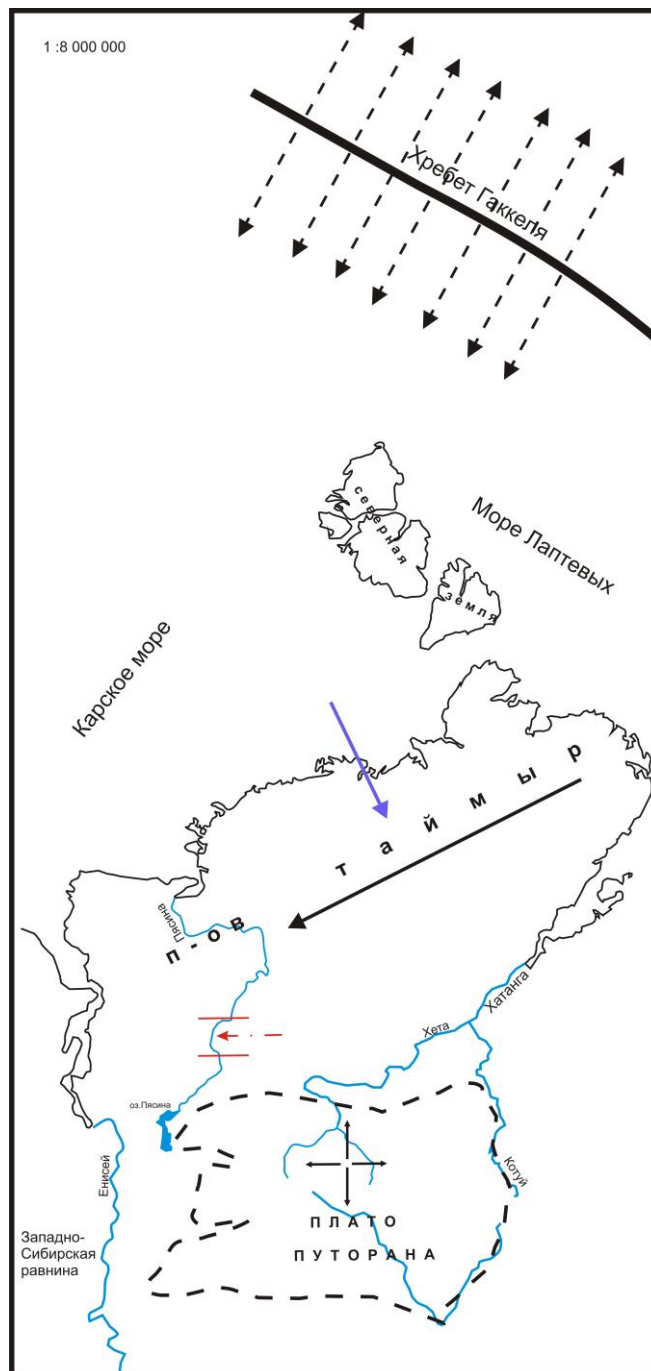 1 :8 000 000
Хребет Гаккеля
северная
земля
Море Лаптевых
Карское море
таймыр
п-ов
Пясина
Хатанга
Хета
оз.Пясина
Котуй
Енисей
Западно-
Сибирская
равнина
ПЛАТО
ПУТОРАНА